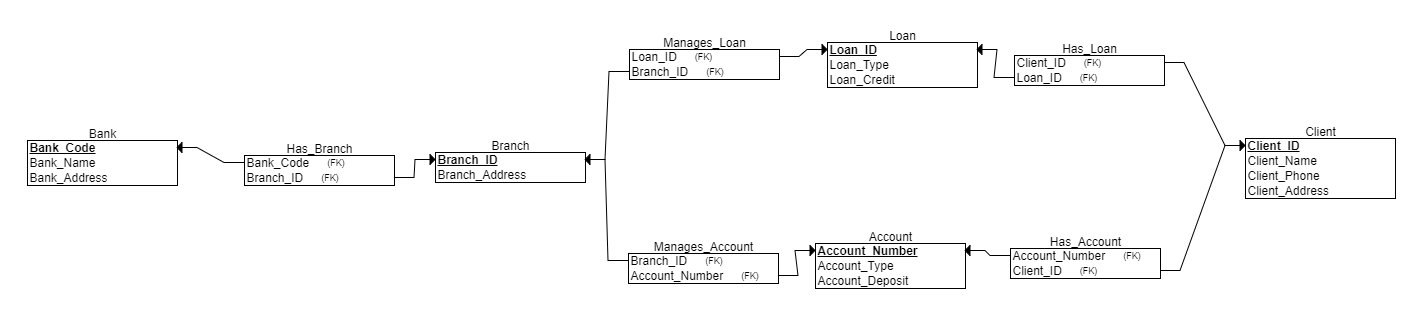 Bank
Bank_Code
Bank_Name
Bank_Address
Has_Branch
Bank_Code (FK)
Branch_ID (FK)
Branch
Branch_ID
Branch_Address
Manages_Loan
Loan_ID (FK)
Branch_ID (FK)
Loan
Loan_ID
Loan_Type
Loan_Credit
Has_Loan
Client_ID (FK)
Loan_ID (FK)
Manages_Account
Branch_ID (FK)
Account_Number (FK)
Account
Account_Number
Account_Type
Account_Deposit
Has_Account
Account_Number (FK)
Client_ID (FK)
Client
Client_ID
Client_Name
Client_Phone
Client_Address